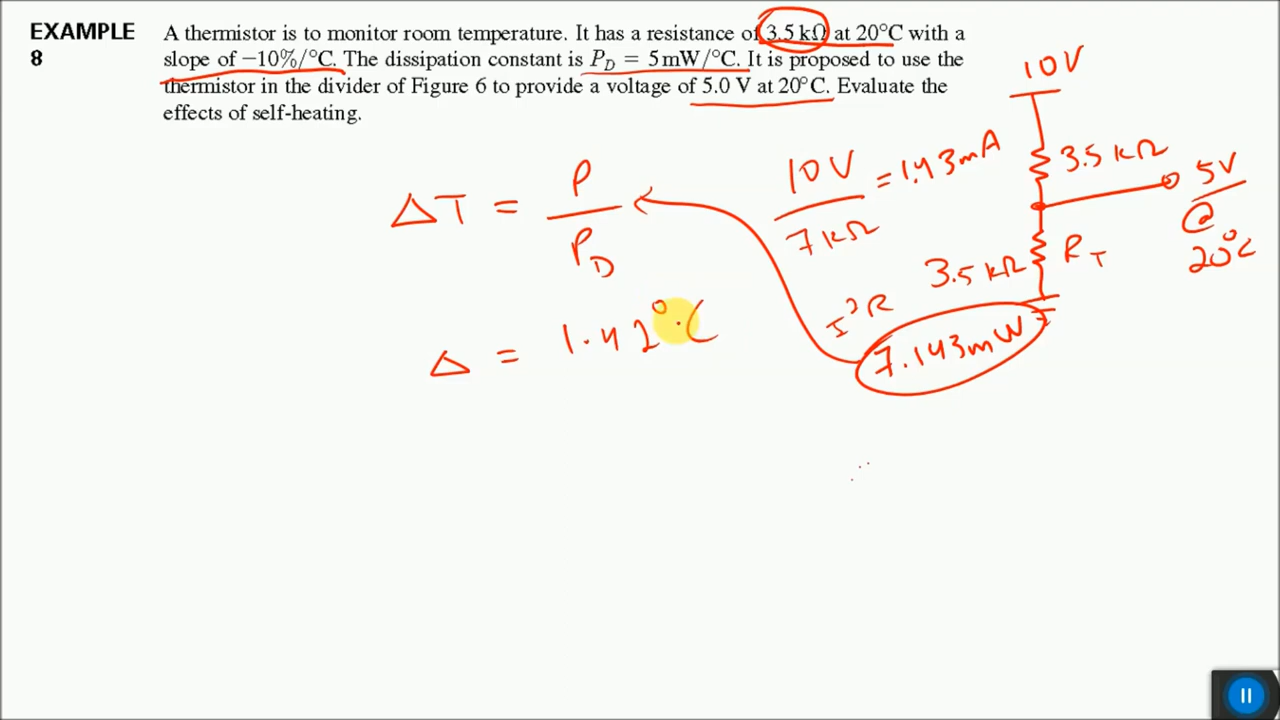 EXAMPLE 8
A thermistor is to monitor room temperature. It has a resistance of 3.5 kΩ at 20°C with a
slope of −10%/°C. The dissipation constant is P_D = 5 mW/°C. It is proposed to use the
thermistor in the divider of Figure 6 to provide a voltage of 5.0 V at 20°C. Evaluate the
effects of self-heating.
10V
3.5 kΩ
5V
@
20°C
R_T
3.5 kΩ
ΔT = P / P_D
10V / 7 kΩ = 1.43mA
I²R
7.143mW
Δ = 1.42°C